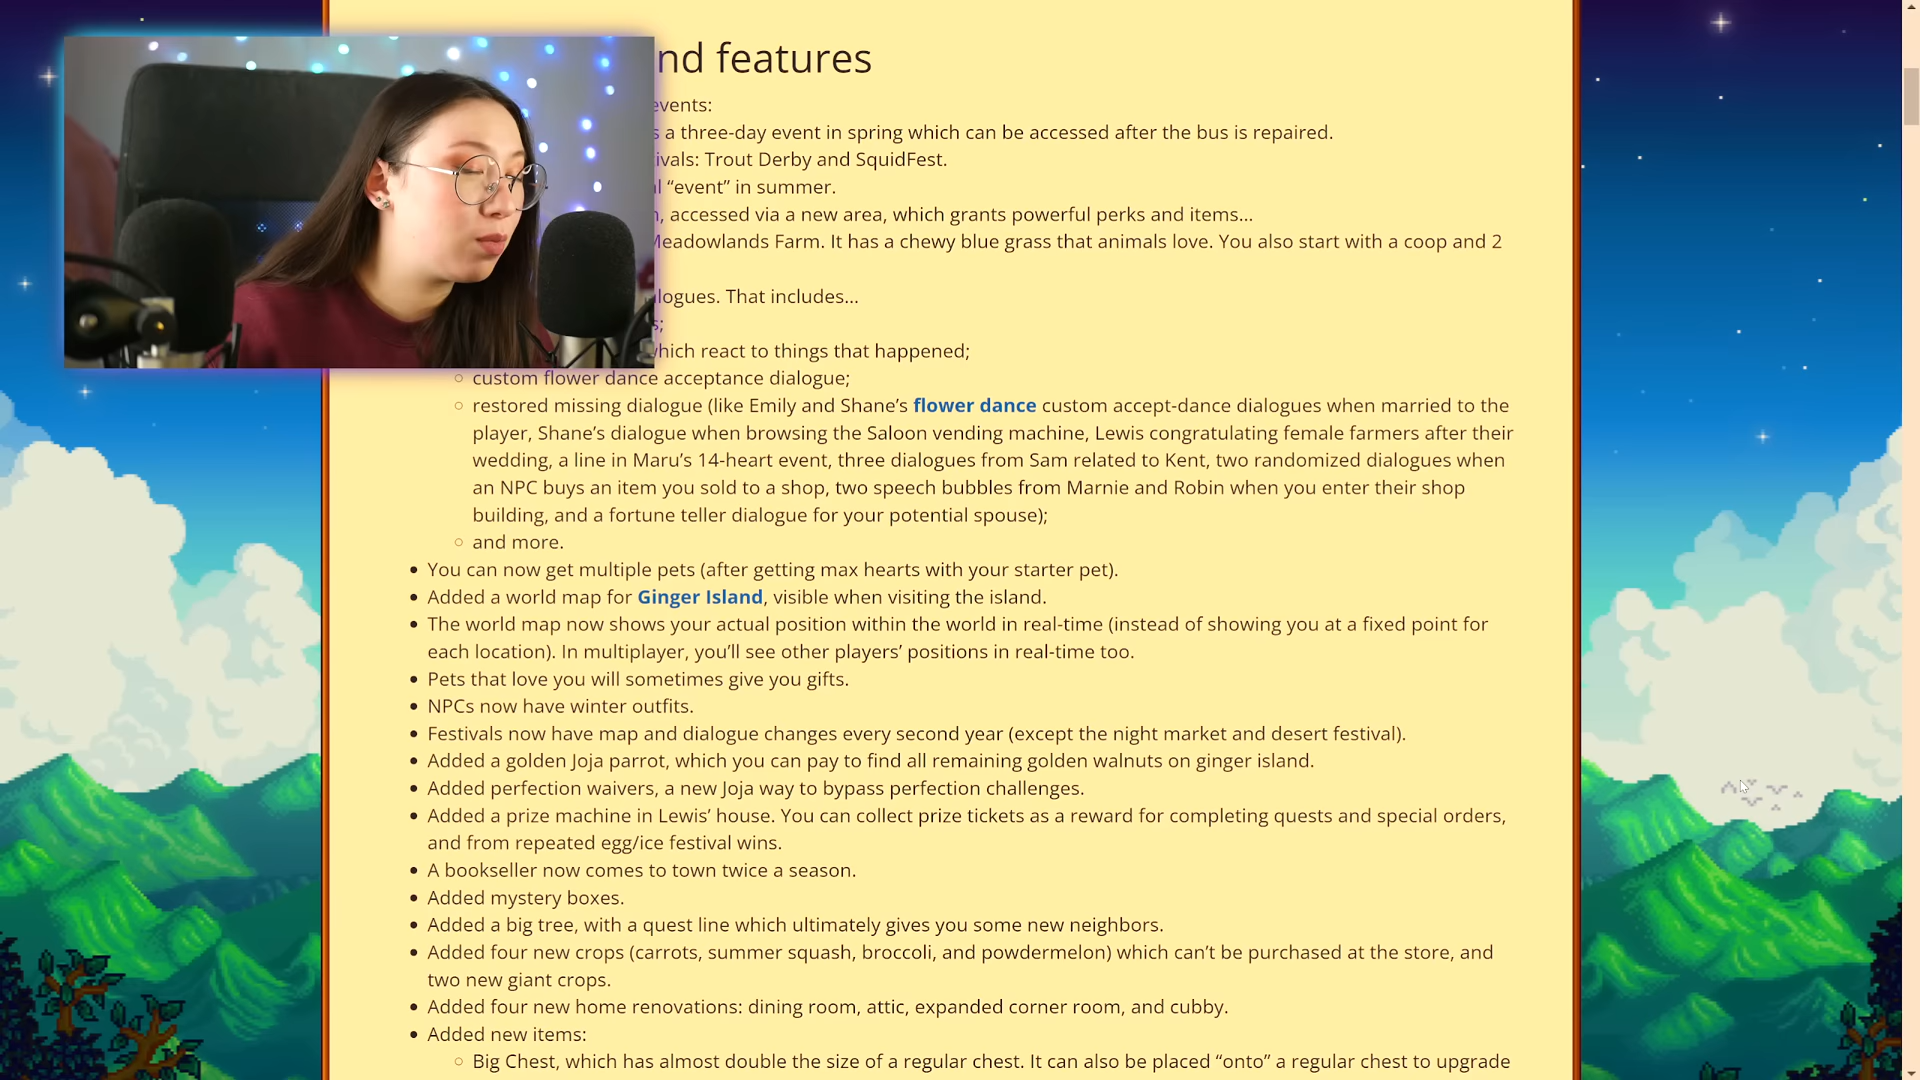 nd features
events:
s a three-day event in spring which can be accessed after the bus is repaired.
ivals: Trout Derby and SquidFest.
l “event” in summer.
, accessed via a new area, which grants powerful perks and items...
Meadowlands Farm. It has a chewy blue grass that animals love. You also start with a coop and 2
logues. That includes...
s;
which react to things that happened;
custom flower dance acceptance dialogue;
restored missing dialogue (like Emily and Shane’s flower dance custom accept-dance dialogues when married to the
player, Shane’s dialogue when browsing the Saloon vending machine, Lewis congratulating female farmers after their
wedding, a line in Maru’s 14-heart event, three dialogues from Sam related to Kent, two randomized dialogues when
an NPC buys an item you sold to a shop, two speech bubbles from Marnie and Robin when you enter their shop
building, and a fortune teller dialogue for your potential spouse);
and more.
You can now get multiple pets (after getting max hearts with your starter pet).
Added a world map for Ginger Island, visible when visiting the island.
The world map now shows your actual position within the world in real-time (instead of showing you at a fixed point for
each location). In multiplayer, you’ll see other players’ positions in real-time too.
Pets that love you will sometimes give you gifts.
NPCs now have winter outfits.
Festivals now have map and dialogue changes every second year (except the night market and desert festival).
Added a golden Joja parrot, which you can pay to find all remaining golden walnuts on ginger island.
Added perfection waivers, a new Joja way to bypass perfection challenges.
Added a prize machine in Lewis’ house. You can collect prize tickets as a reward for completing quests and special orders,
and from repeated egg/ice festival wins.
A bookseller now comes to town twice a season.
Added mystery boxes.
Added a big tree, with a quest line which ultimately gives you some new neighbors.
Added four new crops (carrots, summer squash, broccoli, and powdermelon) which can’t be purchased at the store, and
two new giant crops.
Added four new home renovations: dining room, attic, expanded corner room, and cubby.
Added new items:
Big Chest, which has almost double the size of a regular chest. It can also be placed “onto” a regular chest to upgrade